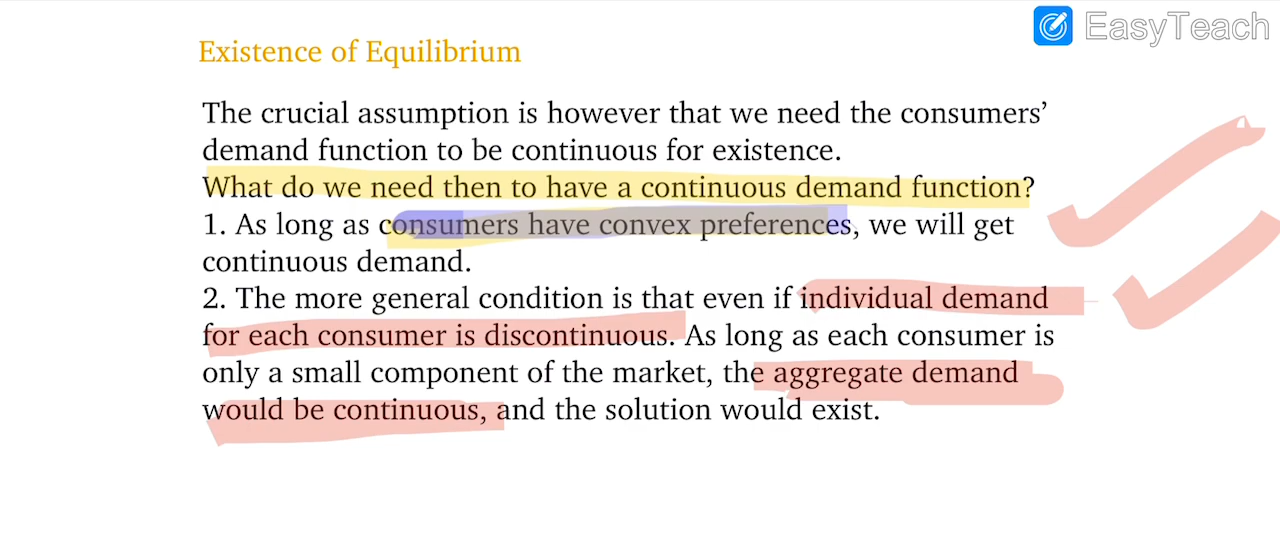 EasyTeach
Existence of Equilibrium
The crucial assumption is however that we need the consumers’
demand function to be continuous for existence.
What do we need then to have a continuous demand function?
1. As long as consumers have convex preferences, we will get
continuous demand.
2. The more general condition is that even if individual demand
for each consumer is discontinuous. As long as each consumer is
only a small component of the market, the aggregate demand
would be continuous, and the solution would exist.